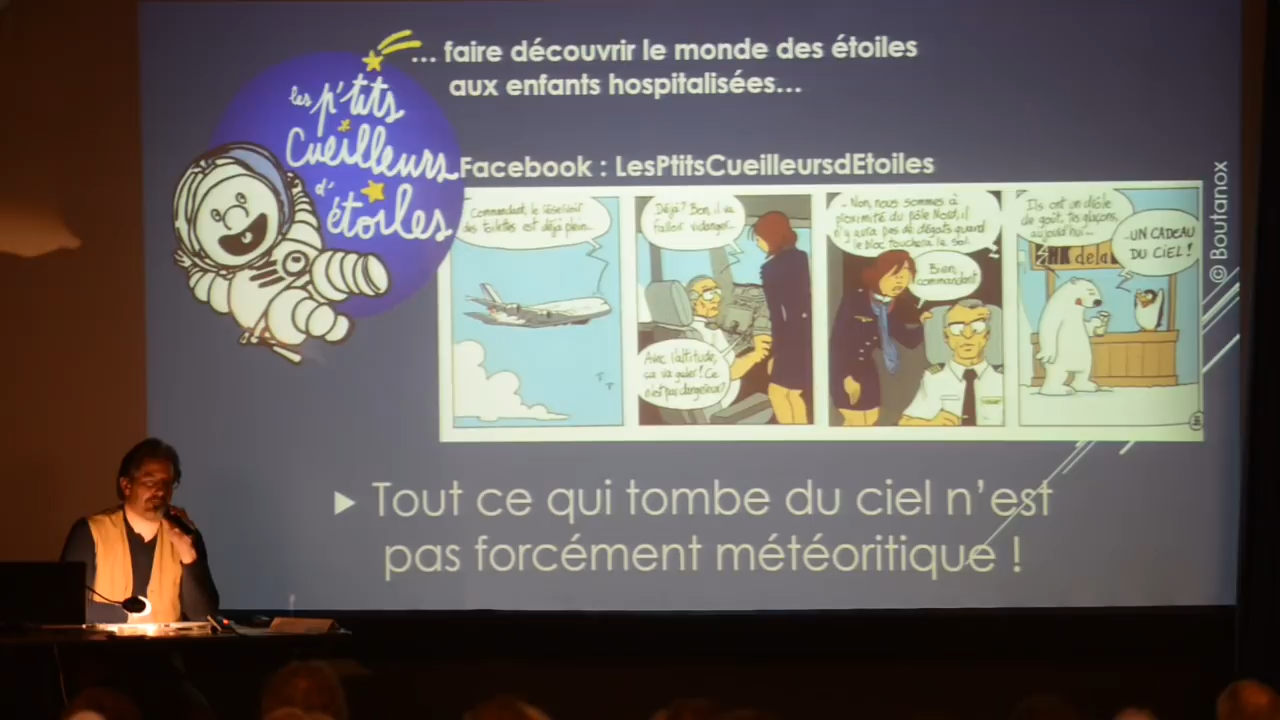 ... faire découvrir le monde des étoiles
aux enfants hospitalisées...
les p'tits
Cueilleurs
d'
étoiles
Facebook : LesPtitsCueilleursdEtoiles
© Boutanox
Commandant, le réservoir
des toilettes est déjà plein...
Déjà? Bon, il va
falloir vidanger...
Avec l'altitude,
ça va geler! Ce
n'est pas dangereux?
Non, nous sommes à
proximité du pôle Nord, il
n'y aura pas de dégats quand
le bloc touchera le sol.
Bien,
commandant
Ils ont un drôle
de goût, tes glaçons,
aujourd'hui...
..UN CADEAU
DU CIEL!
Tout ce qui tombe du ciel n'est
pas forcément météoritique !